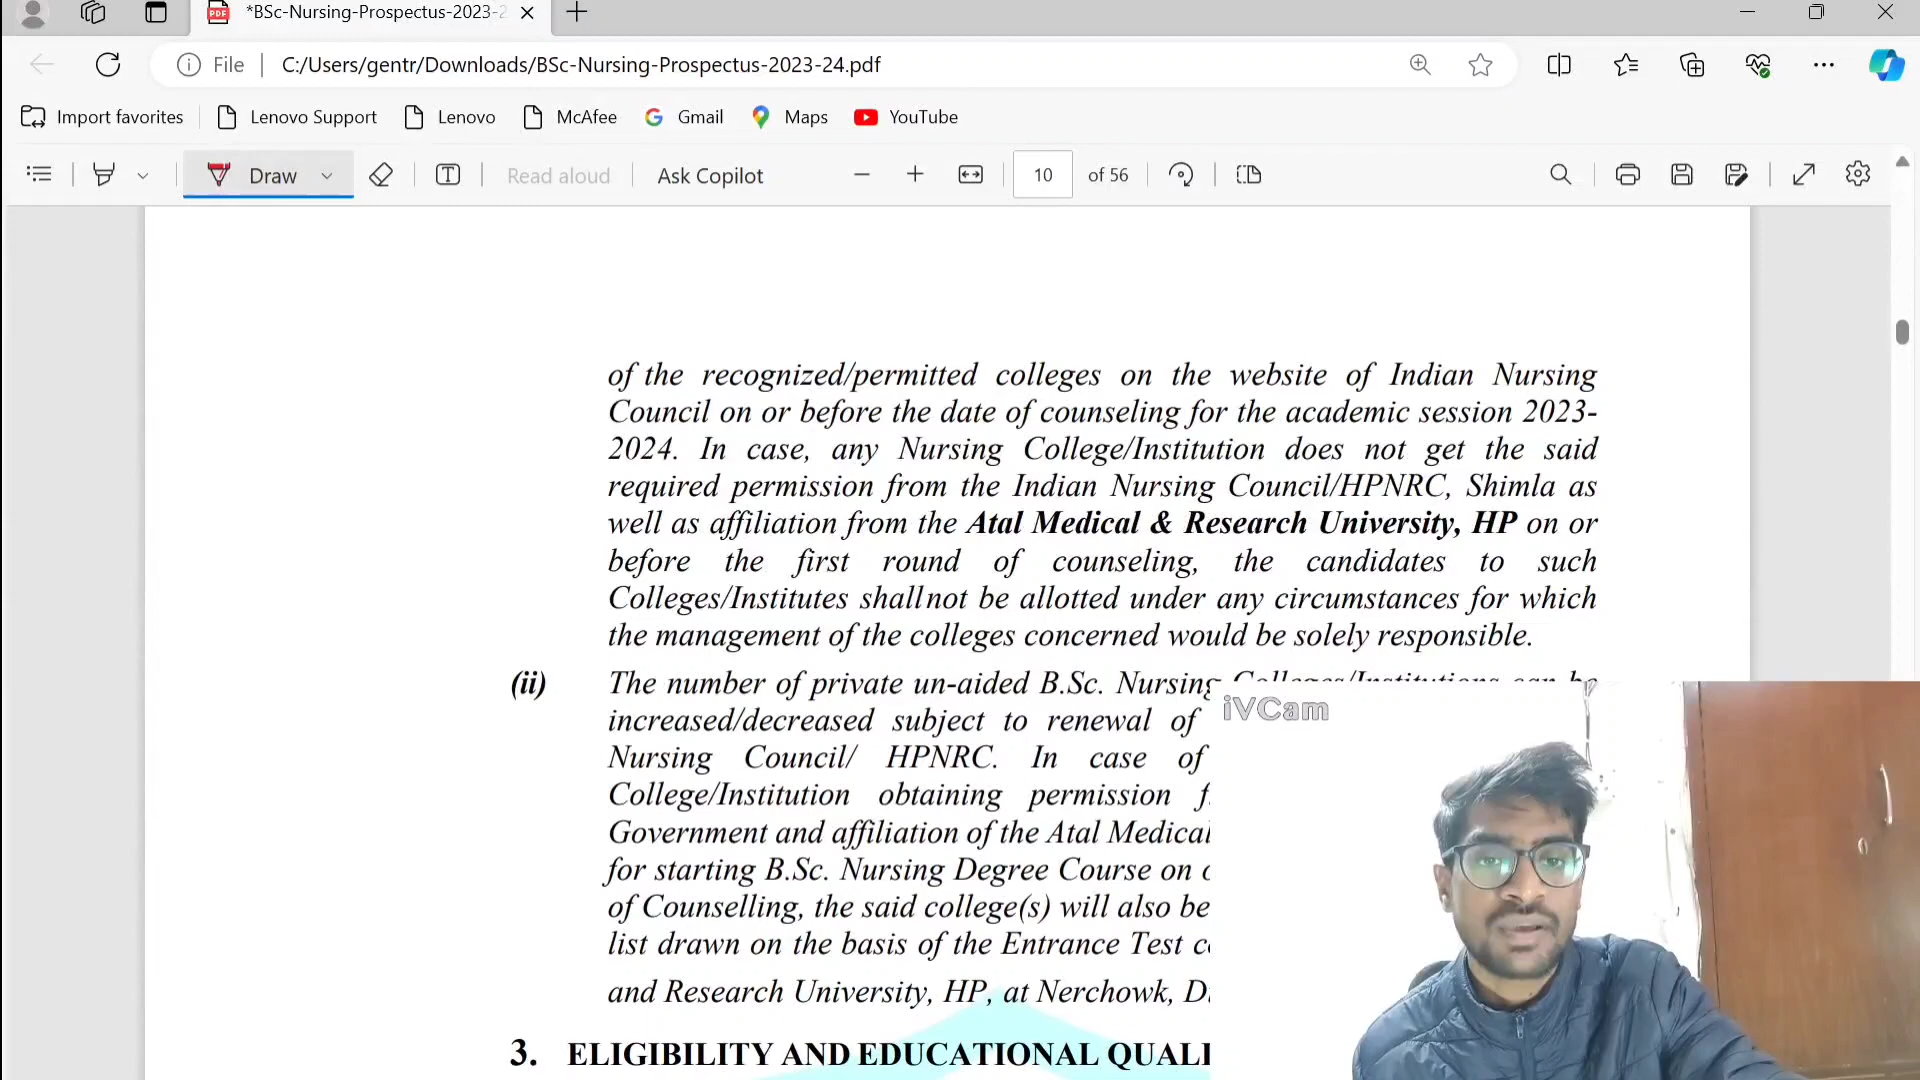 *BSc-Nursing-Prospectus-2023-2
File
C:/Users/gentr/Downloads/BSc-Nursing-Prospectus-2023-24.pdf
Import favorites
Lenovo Support
Lenovo
McAfee
Gmail
Maps
YouTube
Draw
Read aloud
Ask Copilot
10
of 56
of the recognized/permitted colleges on the website of Indian Nursing
Council on or before the date of counseling for the academic session 2023-
2024. In case, any Nursing College/Institution does not get the said
required permission from the Indian Nursing Council/HPNRC, Shimla as
well as affiliation from the Atal Medical & Research University, HP on or
before the first round of counseling, the candidates to such
Colleges/Institutes shallnot be allotted under any circumstances for which
the management of the colleges concerned would be solely responsible.
(ii) The number of private un-aided B.Sc. Nursing Colleges/Institutions can be
increased/decreased subject to renewal of
Nursing Council/ HPNRC. In case of
College/Institution obtaining permission
Government and affiliation of the Atal Medical
for starting B.Sc. Nursing Degree Course on
of Counselling, the said college(s) will also be
list drawn on the basis of the Entrance Test
and Research University, HP, at Nerchowk,
3. ELIGIBILITY AND EDUCATIONAL QUALI
iVCam